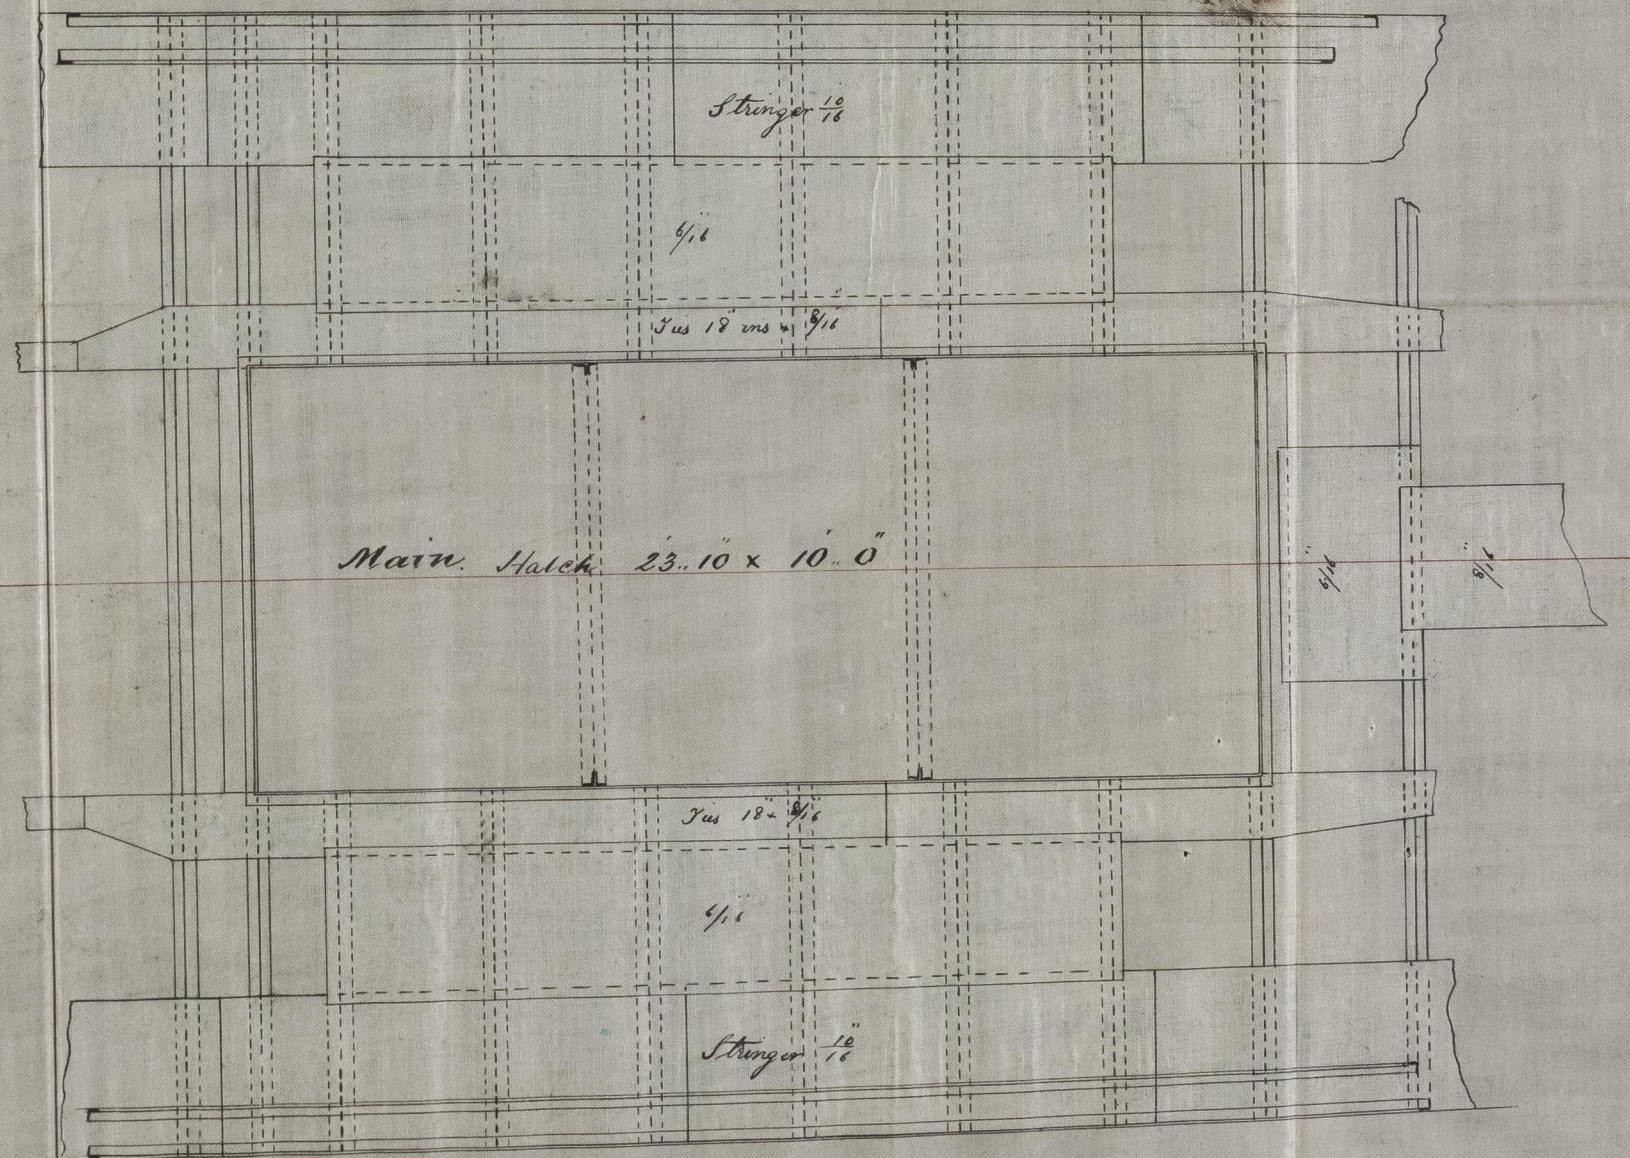 Stringer 10/16
6/16"
Ties 18" ins × 8/16"
Main. Hatch 23'..10" × 10'..0"
6/16"
8/16"
Ties 18" × 8/16"
6/16
Stringer 10/16"